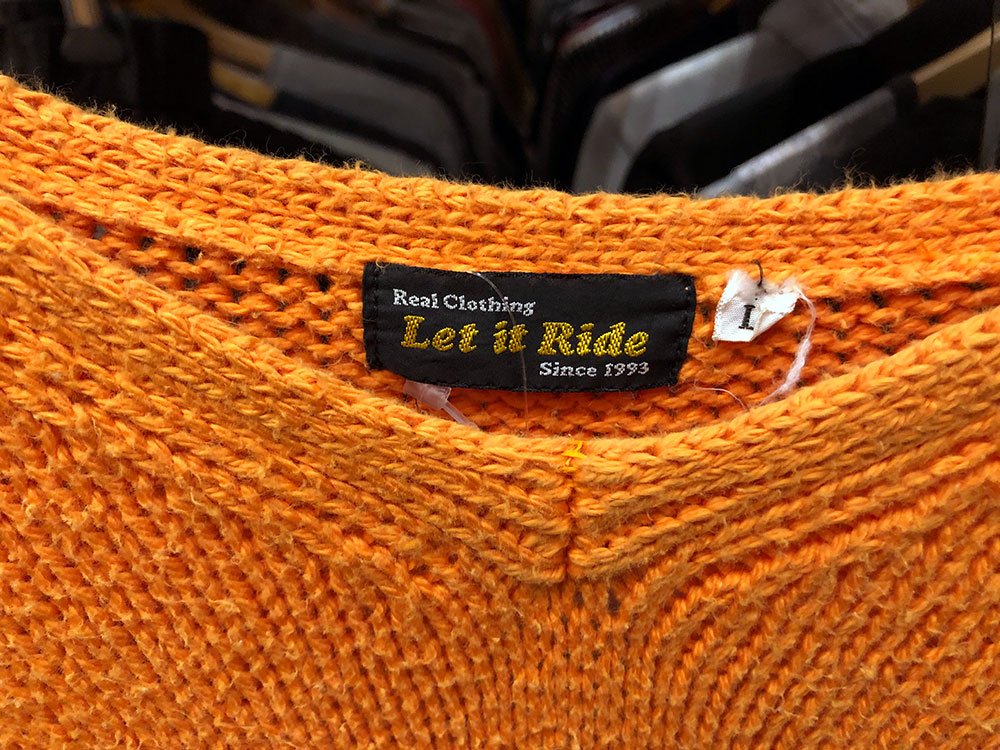 Real Clothing
Let it Ride
Since 1993
I